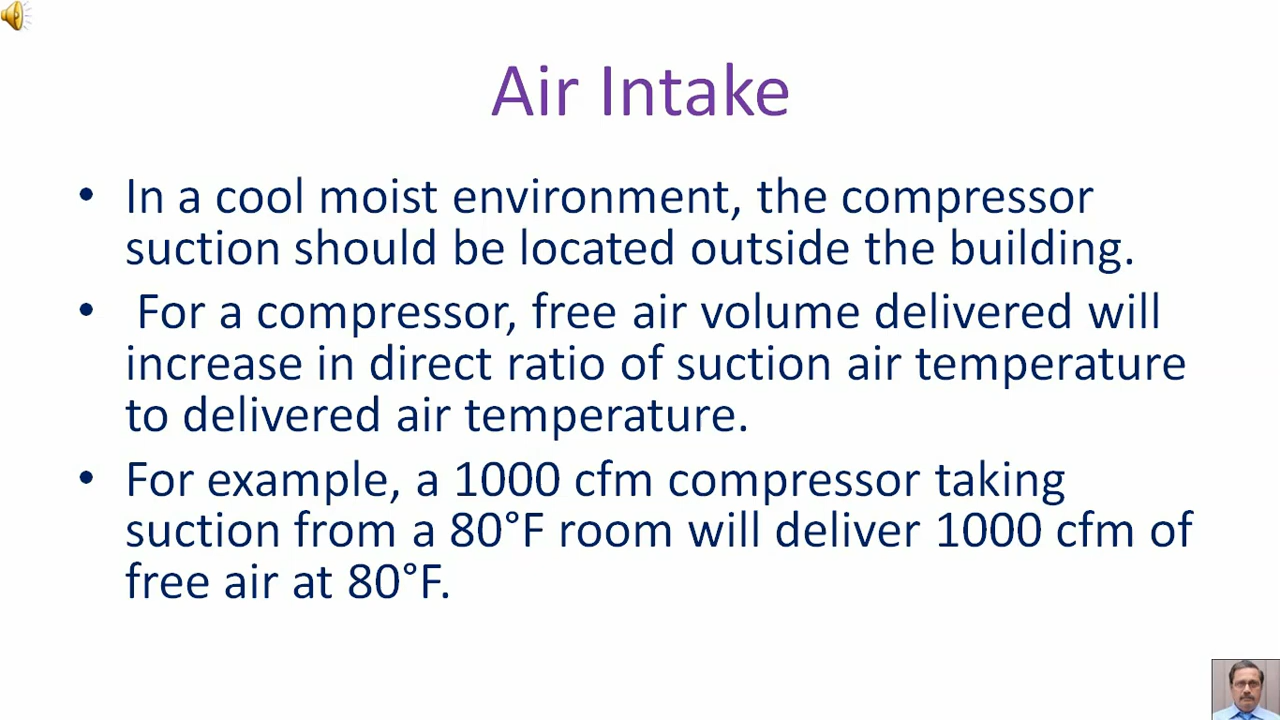 Air Intake
• In a cool moist environment, the compressor
suction should be located outside the building.
• For a compressor, free air volume delivered will
increase in direct ratio of suction air temperature
to delivered air temperature.
• For example, a 1000 cfm compressor taking
suction from a 80°F room will deliver 1000 cfm of
free air at 80°F.